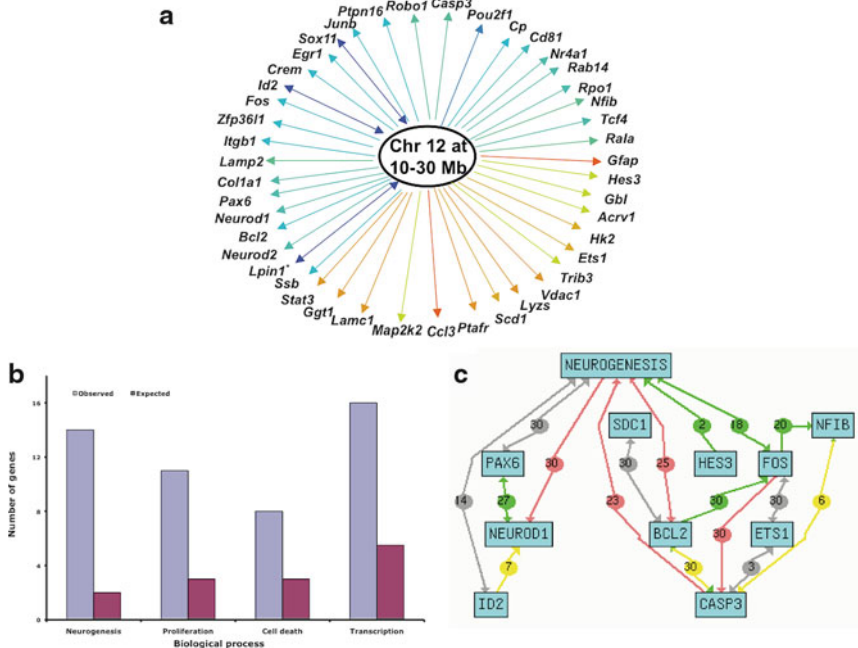 a
Ptpn16
Robo1
Casp3
Pou2f1
Cp
Cd81
Nr4a1
Rab14
Rpo1
Nfib
Tcf4
Rala
Gfap
Hes3
Gbl
Acrv1
Hk2
Ets1
Trib3
Vdac1
Lyzs
Scd1
Ptafr
Ccl3
Map2k2
Lamc1
Ggt1
Stat3
Ssb
Lpin1*
Neurod2
Bcl2
Neurod1
Pax6
Col1a1
Lamp2
Itgb1
Zfp36l1
Fos
Id2
Crem
Egr1
Sox11
Junb
Chr 12 at
10-30 Mb
b
Observed Expected
Number of genes
16
12
8
4
0
Neurogenesis Proliferation Cell death Transcription
Biological process
c
NEUROGENESIS
SDC1 NFIB
PAX6 HES3 FOS
NEUROD1 BCL2 ETS1
ID2 CASP3
30 2 18 20
30 30 25
14 27 23 30 30 6
30
7 30 3